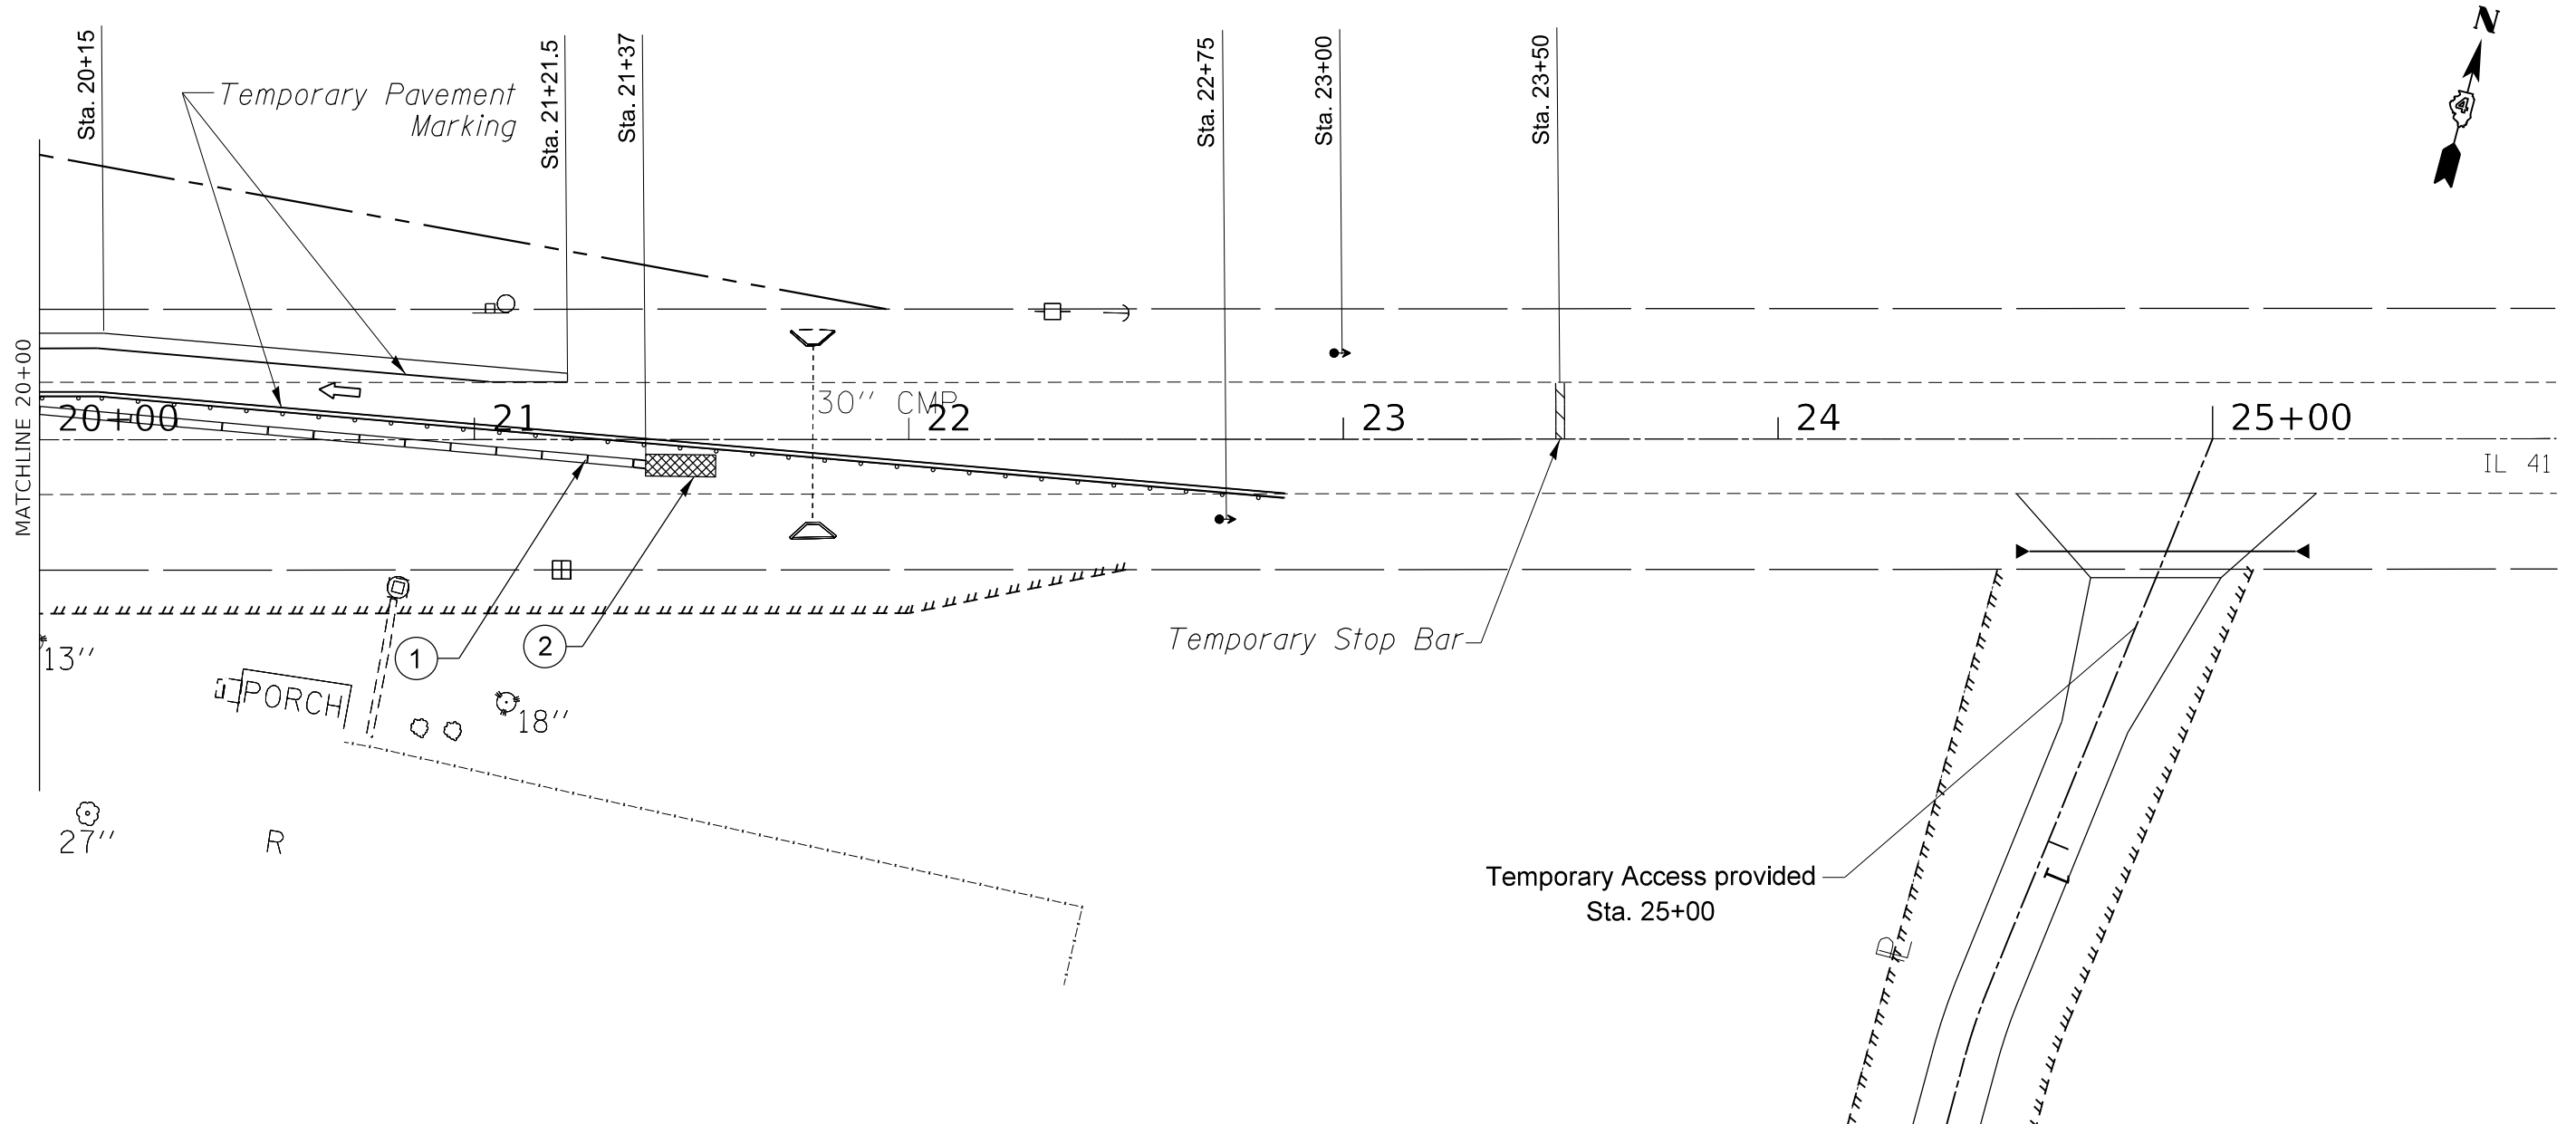 Sta. 20+15
Sta. 21+21.5
Sta. 21+37
Sta. 22+75
Sta. 23+00
Sta. 23+50
N
4
Temporary Pavement
Marking
MATCHLINE 20+00
20+00
21
30'' CMP
22
23
24
25+00
IL 41
1
2
Temporary Stop Bar
13''
PORCH
18''
27''
R
Temporary Access provided
Sta. 25+00
1